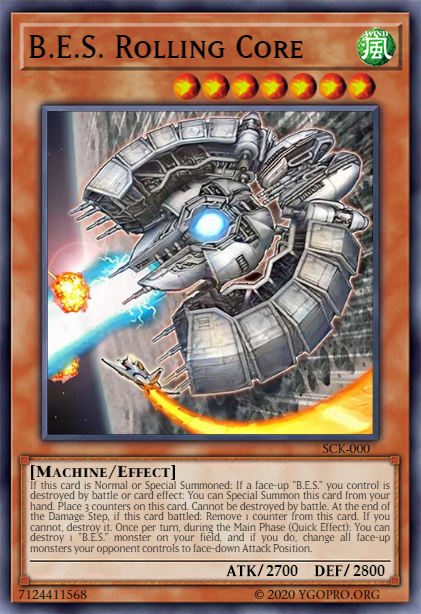 B.E.S. Rolling Core
WIND
風
SCK-000
[Machine/Effect]
If this card is Normal or Special Summoned: If a face-up "B.E.S." you control is
destroyed by battle or card effect: You can Special Summon this card from your
hand. Place 3 counters on this card. Cannot be destroyed by battle. At the end of
the Damage Step, if this card battled: Remove 1 counter from this card. If you
cannot, destroy it. Once per turn, during the Main Phase (Quick Effect): You can
destroy 1 "B.E.S." monster on your field, and if you do, change all face-up
monsters your opponent controls to face-down Attack Position.
ATK/2700 DEF/2800
7124411568 © 2020 YGOPRO.ORG